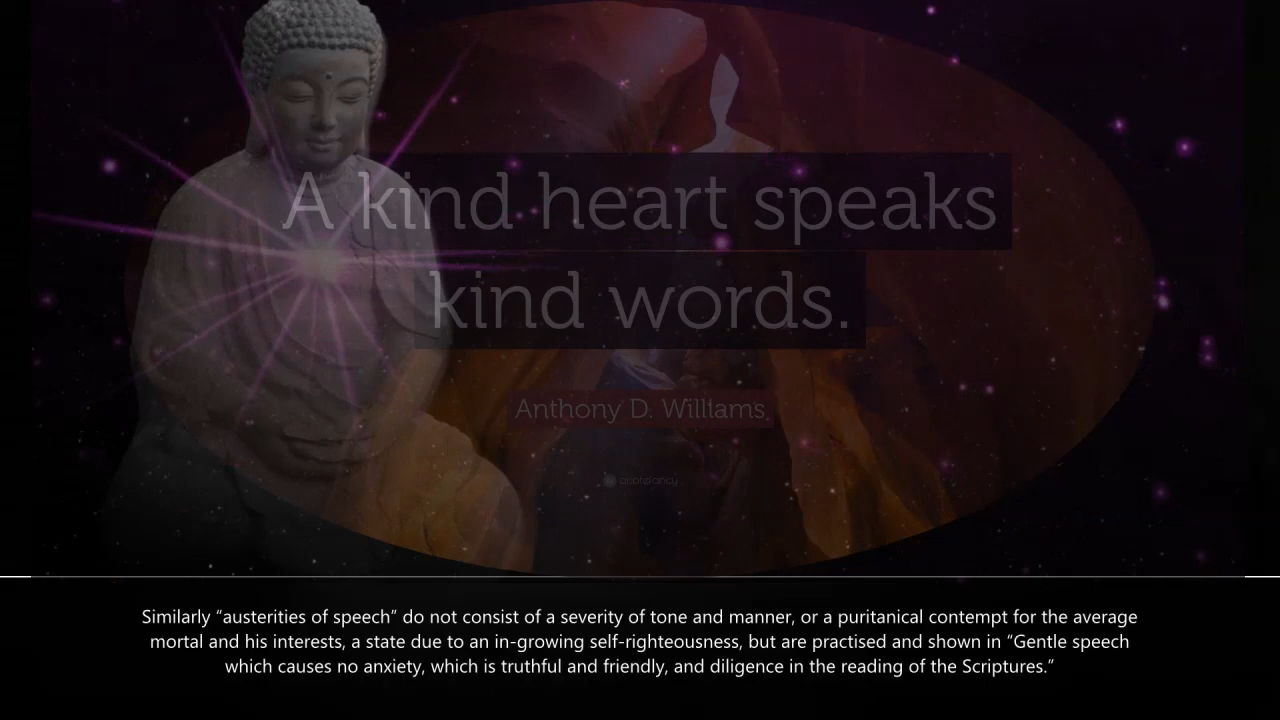 A kind heart speaks
kind words.
Anthony D. Williams
quotefancy
Similarly “austerities of speech” do not consist of a severity of tone and manner, or a puritanical contempt for the average
mortal and his interests, a state due to an in-growing self-righteousness, but are practised and shown in “Gentle speech
which causes no anxiety, which is truthful and friendly, and diligence in the reading of the Scriptures.”